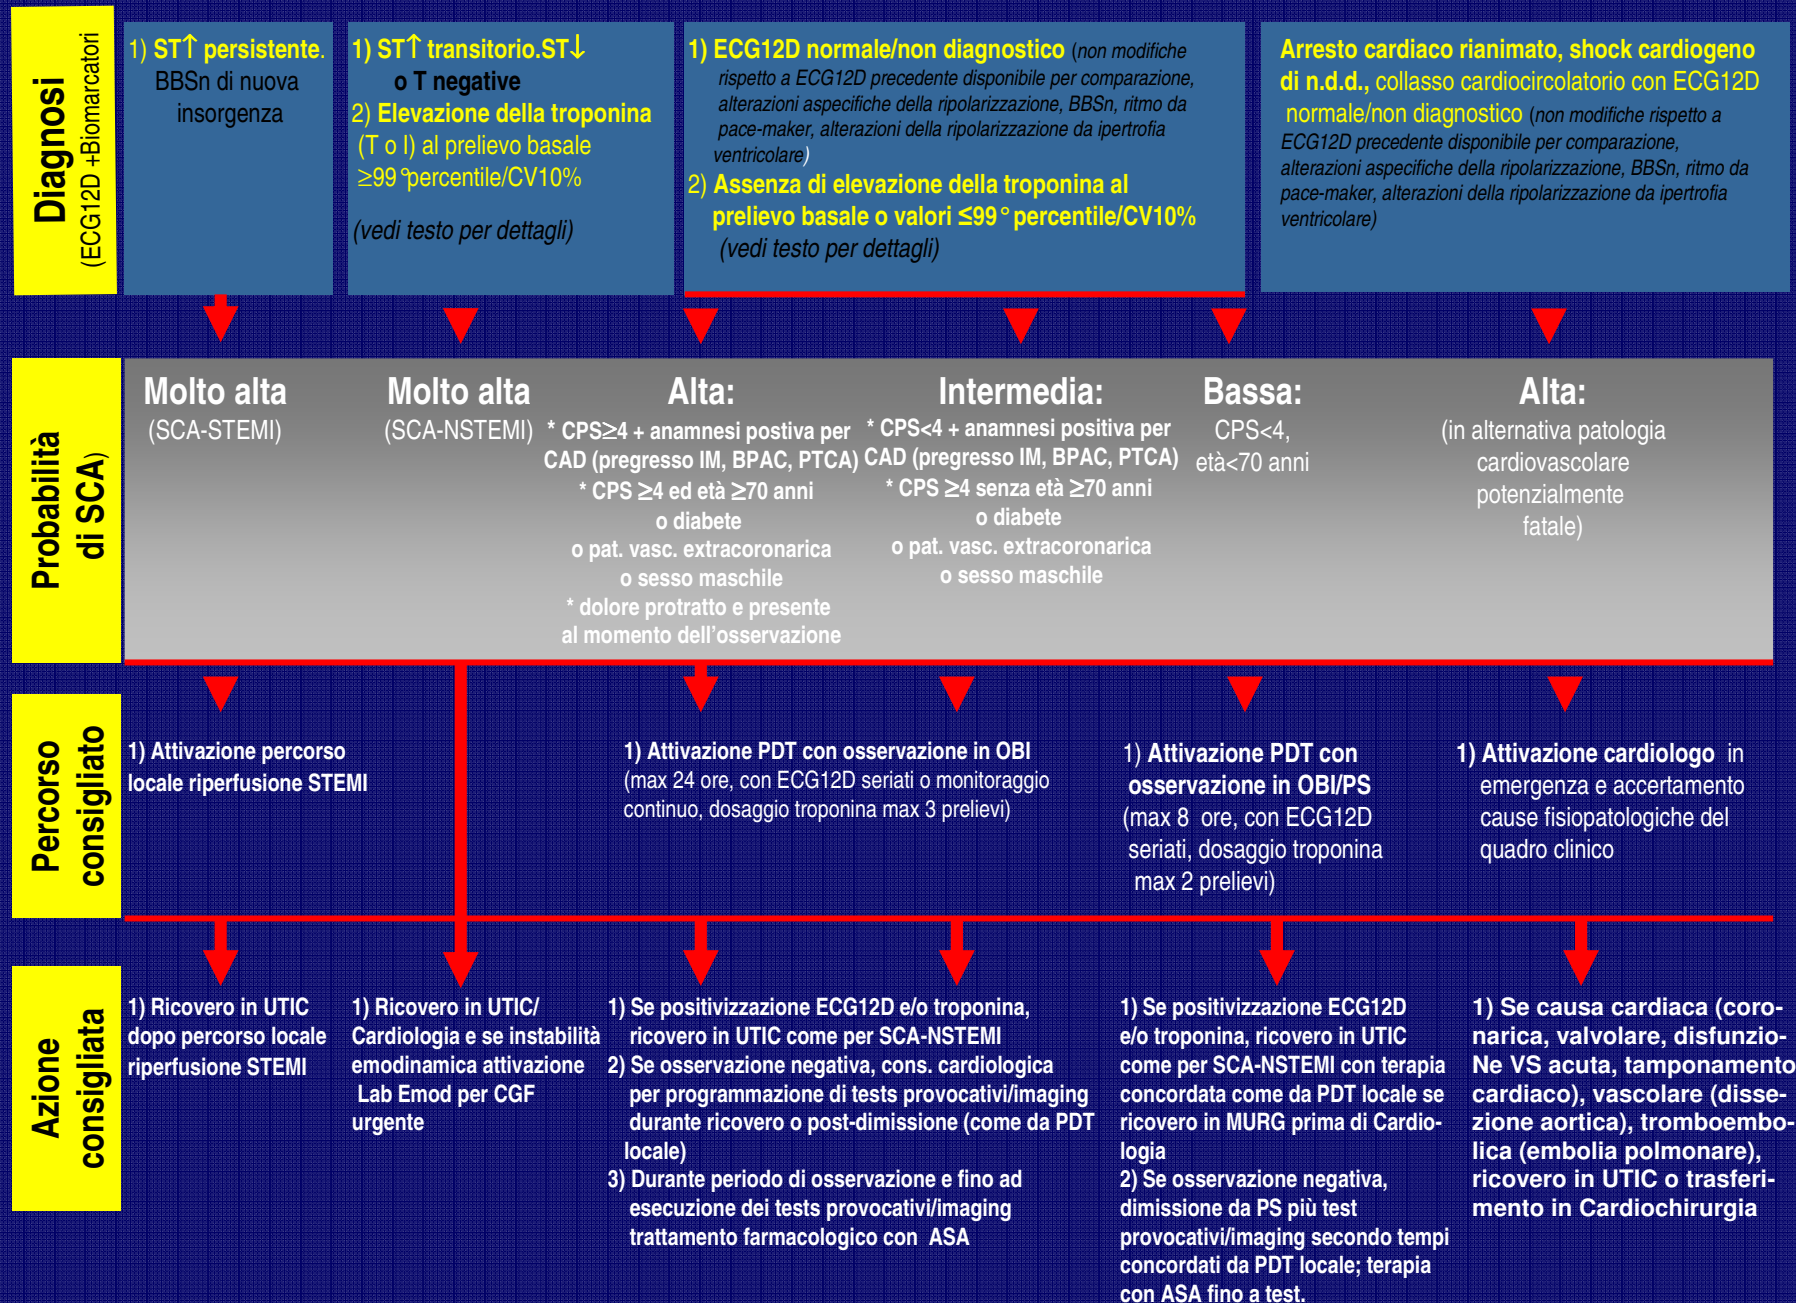 Diagnosi
(ECG12D +Biomarcatori
1) ST↑ persistente.
BBSn di nuova
insorgenza
1) ST↑ transitorio.ST↓
o T negative
2) Elevazione della troponina
(T o I) al prelievo basale
≥99°percentile/CV10%
(vedi testo per dettagli)
1) ECG12D normale/non diagnostico (non modifiche
rispetto a ECG12D precedente disponibile per comparazione,
alterazioni aspecifiche della ripolarizzazione, BBSn, ritmo da
pace-maker, alterazioni della ripolarizzazione da ipertrofia
ventricolare)
2) Assenza di elevazione della troponina al
prelievo basale o valori ≤99° percentile/CV10%
(vedi testo per dettagli)
Arresto cardiaco rianimato, shock cardiogeno
di n.d.d., collasso cardiocircolatorio con ECG12D
normale/non diagnostico (non modifiche rispetto a
ECG12D precedente disponibile per comparazione,
alterazioni aspecifiche della ripolarizzazione, BBSn, ritmo da
pace-maker, alterazioni della ripolarizzazione da ipertrofia
ventricolare)
Probabilità
di SCA)
Molto alta
(SCA-STEMI)
Molto alta
(SCA-NSTEMI)
Alta:
* CPS≥4 + anamnesi postiva per
CAD (pregresso IM, BPAC, PTCA)
* CPS ≥4 ed età ≥70 anni
o diabete
o pat. vasc. extracoronarica
o sesso maschile
* dolore protratto e presente
al momento dell'osservazione
Intermedia:
* CPS<4 + anamnesi positiva per
CAD (pregresso IM, BPAC, PTCA)
* CPS ≥4 senza età ≥70 anni
o diabete
o pat. vasc. extracoronarica
o sesso maschile
Bassa:
CPS<4,
età<70 anni
Alta:
(in alternativa patologia
cardiovascolare
potenzialmente
fatale)
Percorso
consigliato
1) Attivazione percorso
locale riperfusione STEMI
1) Attivazione PDT con osservazione in OBI
(max 24 ore, con ECG12D seriati o monitoraggio
continuo, dosaggio troponina max 3 prelievi)
1) Attivazione PDT con
osservazione in OBI/PS
(max 8 ore, con ECG12D
seriati, dosaggio troponina
max 2 prelievi)
1) Attivazione cardiologo in
emergenza e accertamento
cause fisiopatologiche del
quadro clinico
Azione
consigliata
1) Ricovero in UTIC
dopo percorso locale
riperfusione STEMI
1) Ricovero in UTIC/
Cardiologia e se instabilità
emodinamica attivazione
Lab Emod per CGF
urgente
1) Se positivizzazione ECG12D e/o troponina,
ricovero in UTIC come per SCA-NSTEMI
2) Se osservazione negativa, cons. cardiologica
per programmazione di tests provocativi/imaging
durante ricovero o post-dimissione (come da PDT
locale)
3) Durante periodo di osservazione e fino ad
esecuzione dei tests provocativi/imaging
trattamento farmacologico con ASA
1) Se positivizzazione ECG12D
e/o troponina, ricovero in UTIC
come per SCA-NSTEMI con terapia
concordata come da PDT locale se
ricovero in MURG prima di Cardio-
logia
2) Se osservazione negativa,
dimissione da PS più test
provocativi/imaging secondo tempi
concordati da PDT locale; terapia
con ASA fino a test.
1) Se causa cardiaca (coro-
narica, valvolare, disfunzio-
Ne VS acuta, tamponamento
cardiaco), vascolare (disse-
zione aortica), tromboembo-
lica (embolia polmonare),
ricovero in UTIC o trasferi-
mento in Cardiochirurgia